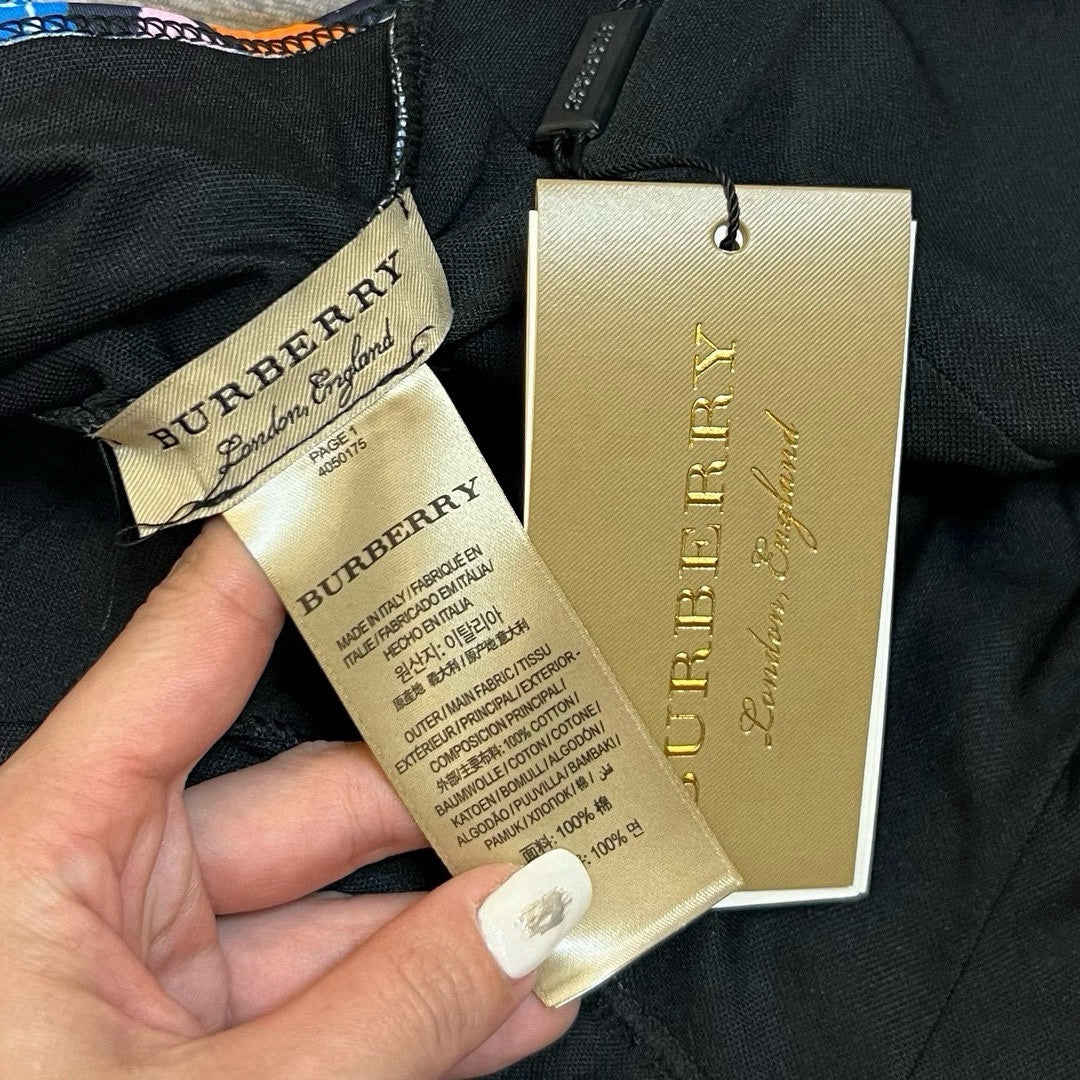 BURBERRY
London, England
PAGE 1
4050175
BURBERRY
MADE IN ITALY/FABRIQUÉ EN
ITALIE/FABRICADO EM ITÁLIA/
HECHO EN ITALIA
원산지: 이탈리아
原產地 義大利 / 原产地 意大利
OUTER/MAIN FABRIC/TISSU
EXTÉRIEUR/PRINCIPAL/EXTERIOR-
COMPOSICION PRINCIPAL/
外部/主要布料: 100% COTTON/
BAUMWOLLE/COTON/COTONE/
KATOEN/BOMULL/ALGODÓN/
ALGODÃO/PUUVILLA/BAMBAKI/
PAMUK/ХЛОПОК/棉/
面料: 100% 棉
: 100% 면
BURBERRY
London, England